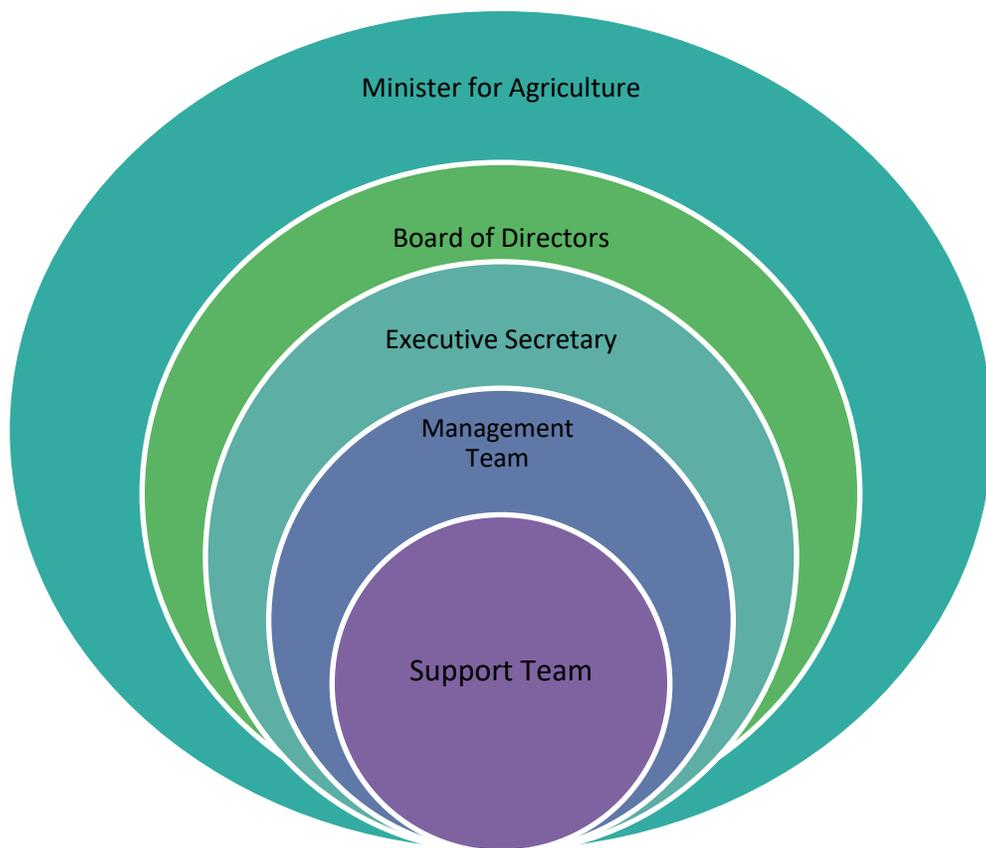 Minister for Agriculture
Board of Directors
Executive Secretary
Management
Team
Support Team